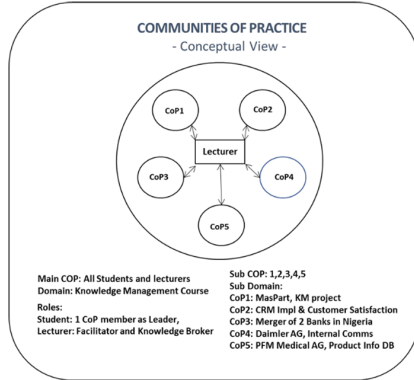 COMMUNITIES OF PRACTICE
- Conceptual View -
CoP1
CoP2
Lecturer
CoP3
CoP4
CoP5
Main COP: All Students and lecturers
Domain: Knowledge Management Course
Roles:
Student: 1 CoP member as Leader,
Lecturer: Facilitator and Knowledge Broker
Sub COP: 1,2,3,4,5
Sub Domain:
CoP1: MasPart, KM project
CoP2: CRM Impl & Customer Satisfaction
CoP3: Merger of 2 Banks in Nigeria
CoP4: Daimler AG, Internal Comms
CoP5: PFM Medical AG, Product Info DB